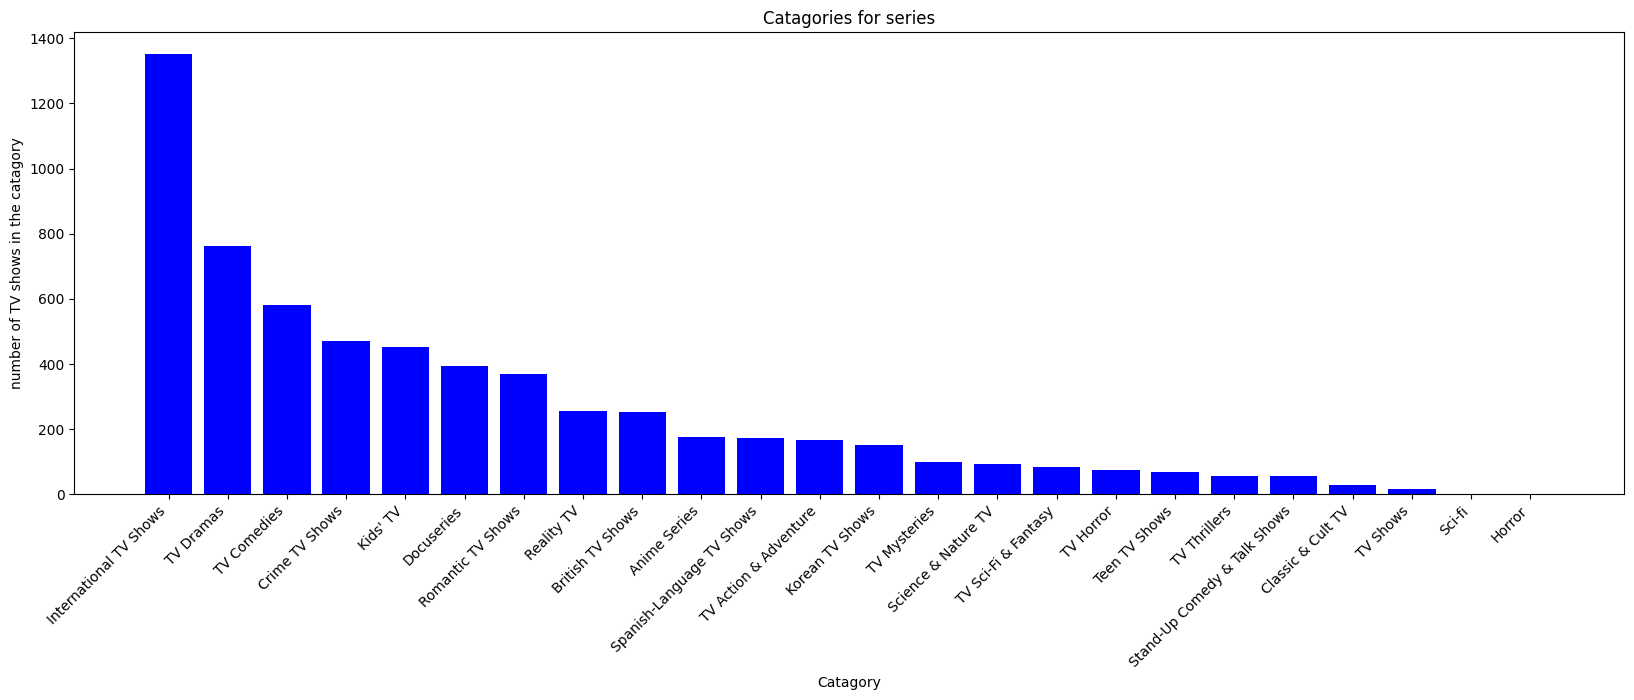 Catagories for series
number of TV shows in the catagory
1400
1200
1000
800
600
400
200
0
International TV Shows
TV Dramas
TV Comedies
Crime TV Shows
Kids' TV
Docuseries
Romantic TV Shows
Reality TV
British TV Shows
Anime Series
Spanish-Language TV Shows
TV Action & Adventure
Korean TV Shows
TV Mysteries
Science & Nature TV
TV Sci-Fi & Fantasy
TV Horror
Teen TV Shows
TV Thrillers
Stand-Up Comedy & Talk Shows
Classic & Cult TV
TV Shows
Sci-fi
Horror
Catagory